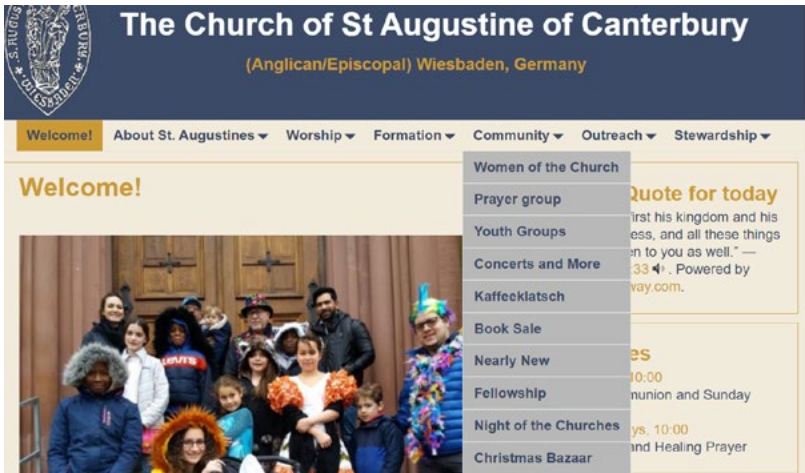 The Church of St Augustine of Canterbury
(Anglican/Episcopal) Wiesbaden, Germany
WIESBADEN
Welcome! About St. Augustines Worship Formation Community Outreach Stewardship
Women of the Church
Prayer group
Youth Groups
Concerts and More
Kaffeeklatsch
Book Sale
Nearly New
Fellowship
Night of the Churches
Christmas Bazaar
Welcome!
LEVI'S
Quote for today
first his kingdom and his
ess, and all these things
en to you as well.” —
:33 . Powered by
way.com.
es
10:00
munion and Sunday
ys, 10:00
and Healing Prayer